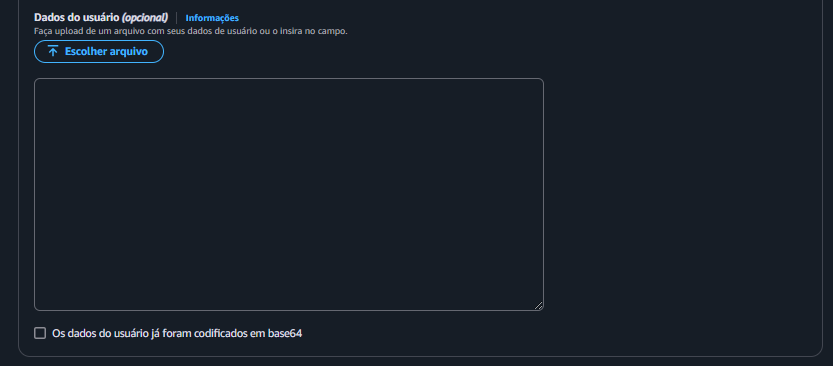 Dados do usuário (opcional) Informações
Faça upload de um arquivo com seus dados de usuário ou o insira no campo.
Escolher arquivo
Os dados do usuário já foram codificados em base64